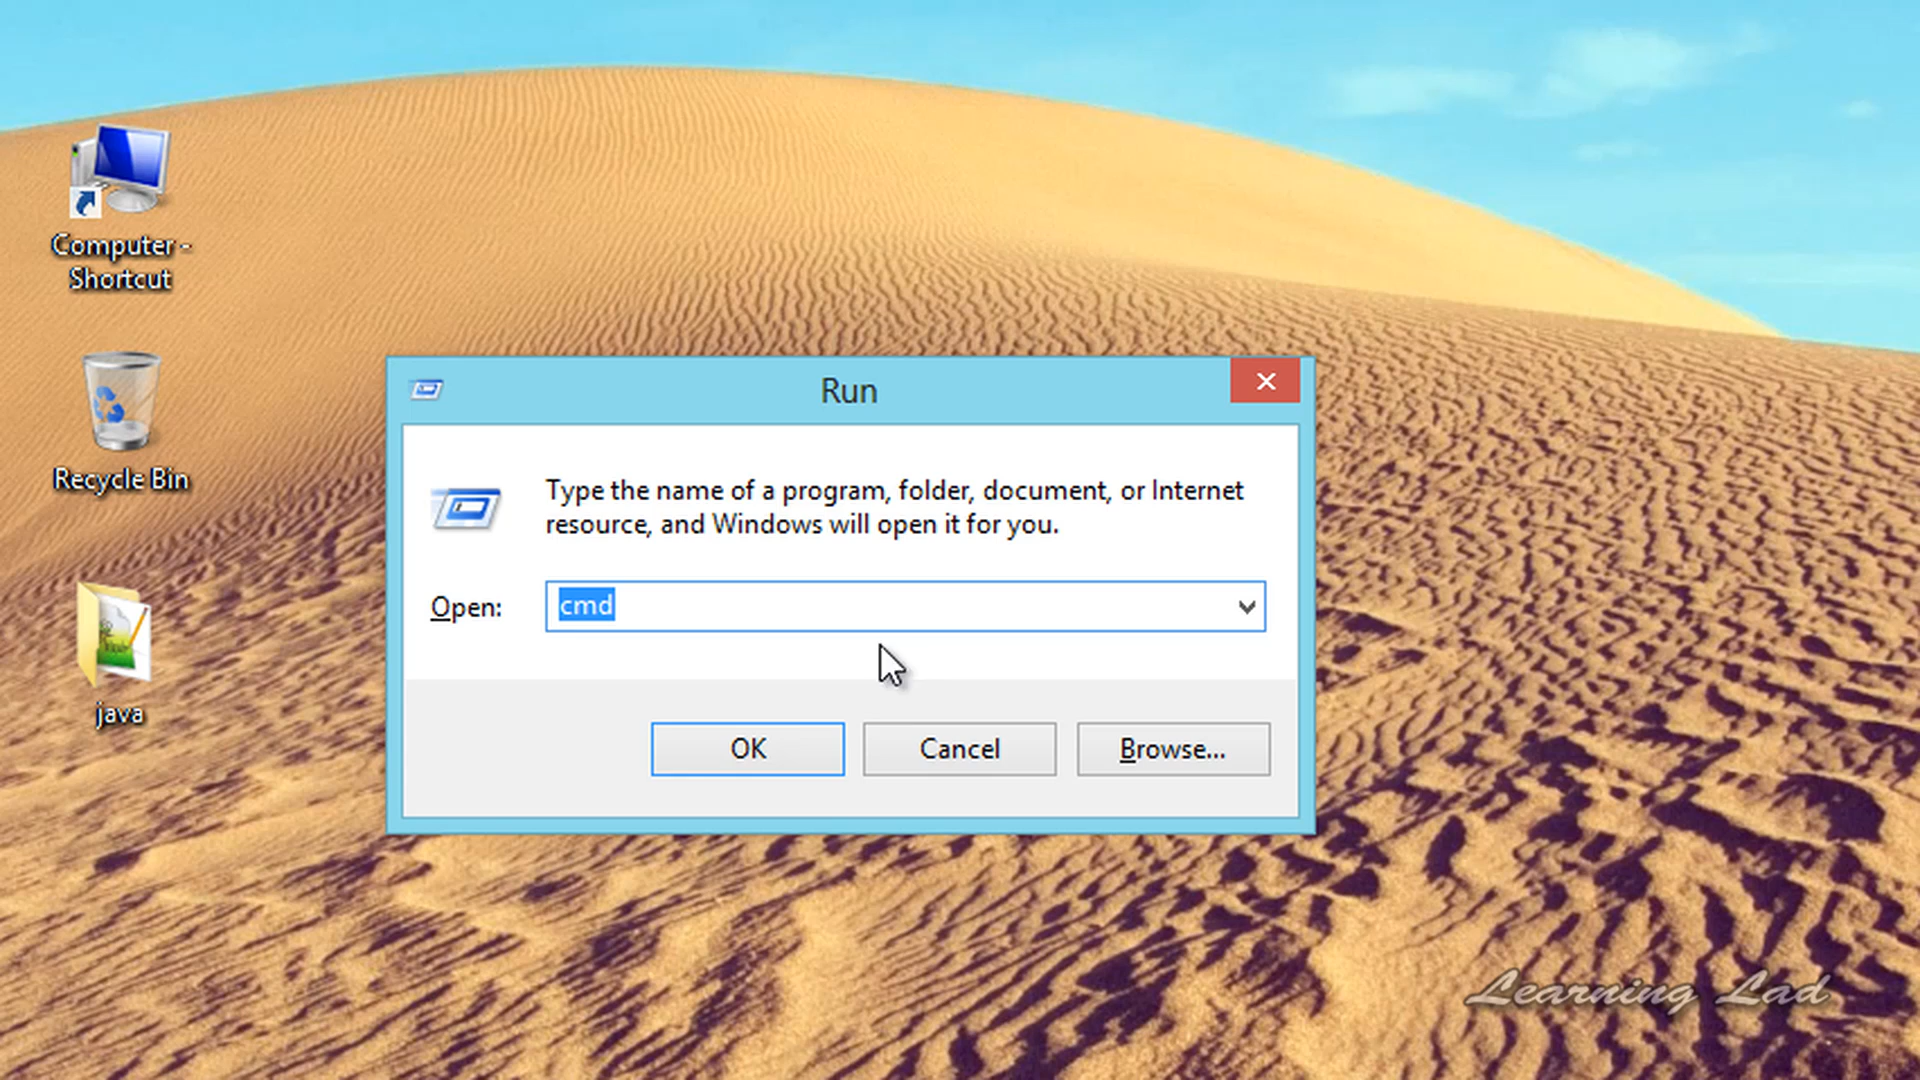 Computer -
Shortcut
Recycle Bin
java
Run
Type the name of a program, folder, document, or Internet
resource, and Windows will open it for you.
Open:
cmd
OK
Cancel
Browse...
Learning Lad